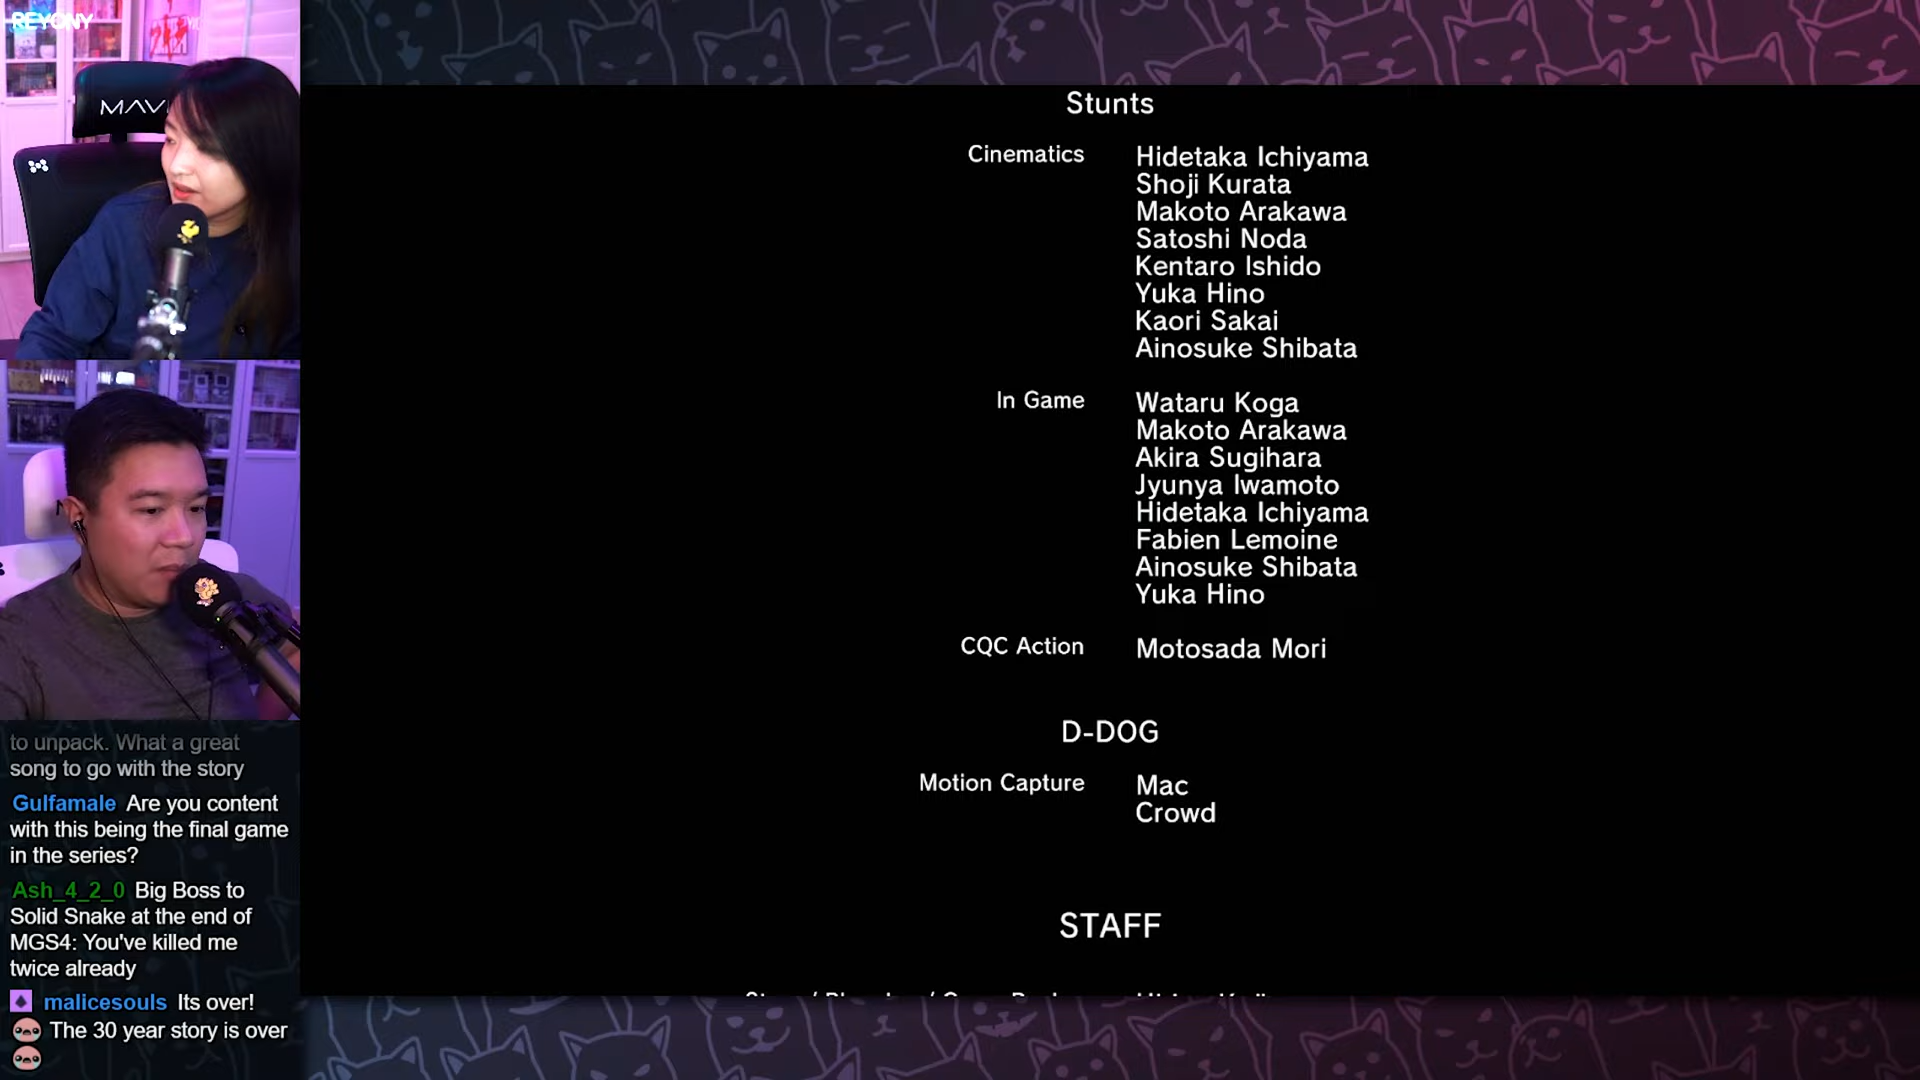 REYONY
MAV
Stunts
Cinematics Hidetaka Ichiyama
Shoji Kurata
Makoto Arakawa
Satoshi Noda
Kentaro Ishido
Yuka Hino
Kaori Sakai
Ainosuke Shibata
In Game Wataru Koga
Makoto Arakawa
Akira Sugihara
Jyunya Iwamoto
Hidetaka Ichiyama
Fabien Lemoine
Ainosuke Shibata
Yuka Hino
CQC Action Motosada Mori
D-DOG
Motion Capture Mac
Crowd
STAFF
to unpack. What a great
song to go with the story
Gulfamale Are you content
with this being the final game
in the series?
Ash_4_2_0 Big Boss to
Solid Snake at the end of
MGS4: You've killed me
twice already
malicesouls Its over!
The 30 year story is over